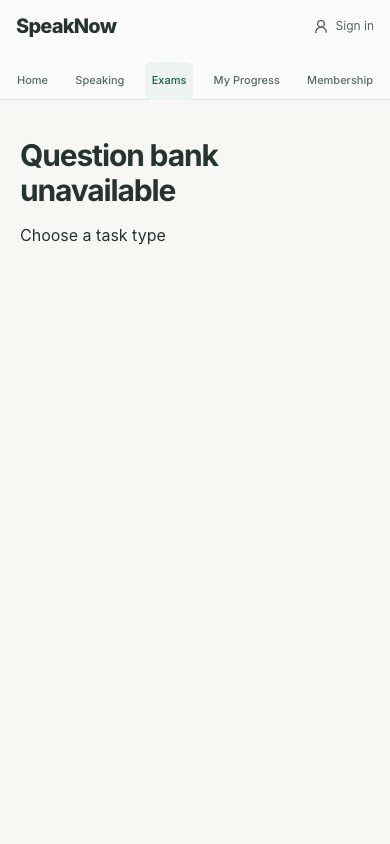 SpeakNow
Sign in
Home Speaking Exams My Progress Membership
Question bank
unavailable
Choose a task type